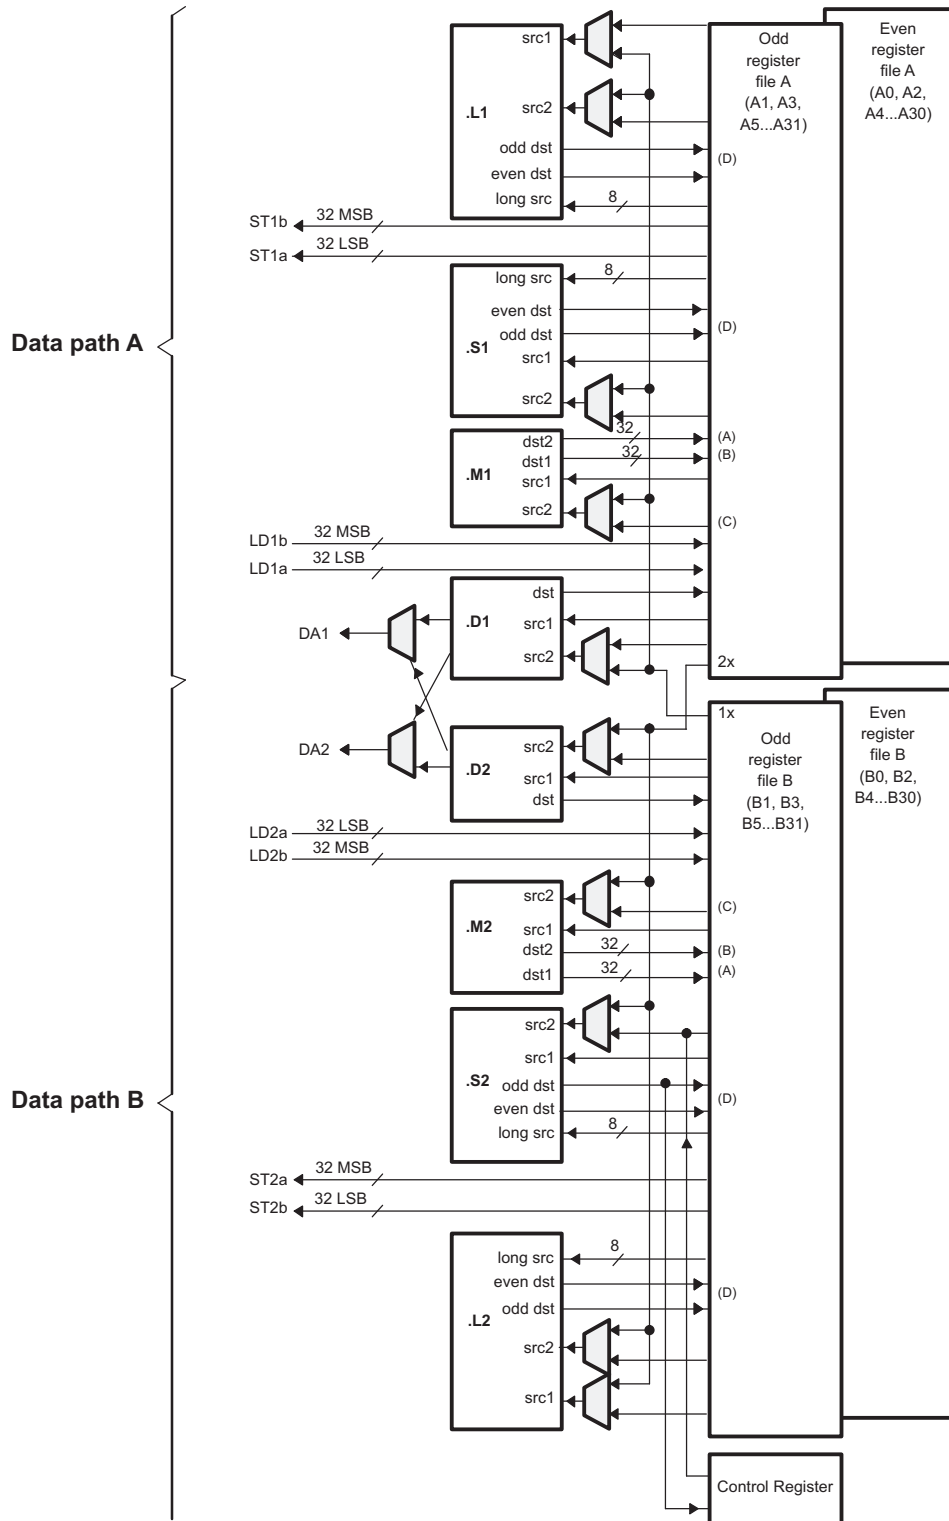 Even
register
file A
(A0, A2,
A4...A30)
Odd
register
file A
(A1, A3,
A5...A31)
src1
.L1
src2
odd dst
(D)
even dst
long src
8
ST1b
32 MSB
ST1a
32 LSB
long src
8
even dst
(D)
odd dst
Data path A
.S1
src1
src2
32
(A)
dst2
32
(B)
dst1
.M1
src1
src2
(C)
LD1b
32 MSB
LD1a
32 LSB
dst
.D1
src1
DA1
src2
2x
1x
Even
register
file B
(B0, B2,
B4...B30)
Odd
register
file B
(B1, B3,
B5...B31)
DA2
src2
.D2
src1
dst
LD2a
32 LSB
LD2b
32 MSB
src2
(C)
.M2
src1
dst2
32
(B)
dst1
32
(A)
src2
src1
.S2
odd dst
(D)
Data path B
even dst
long src
8
ST2a
32 MSB
ST2b
32 LSB
long src
8
even dst
(D)
odd dst
.L2
src2
src1
Control Register